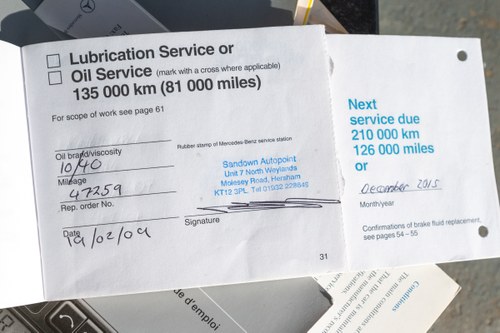 Lubrication Service or
Oil Service (mark with a cross where applicable)
135 000 km (81 000 miles)
For scope of work see page 61
Oil brand/viscosity
10/40
Mileage
47259
Rep. order No.
Date
19/02/09
Rubber stamp of Mercedes-Benz service station
Sandown Autopoint
Unit 7 North Weylands
Molesey Road, Hersham
KT12 3PL Tel 01932
Signature
31
Next
service due
210 000 km
126 000 miles
or
December 2015
Month/year
Confirmations of brake fluid replacement,
see pages 54 – 55
Conditions
d'emploi